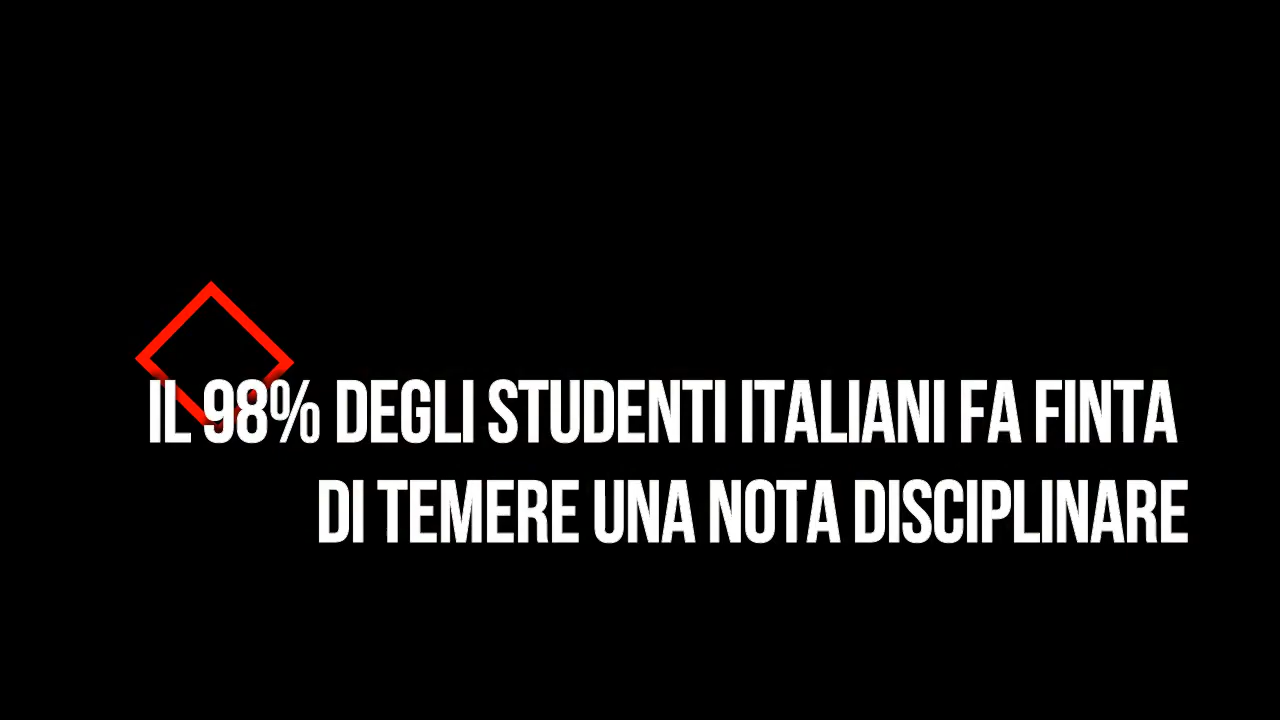 IL 98% DEGLI STUDENTI ITALIANI FA FINTA
DI TEMERE UNA NOTA DISCIPLINARE